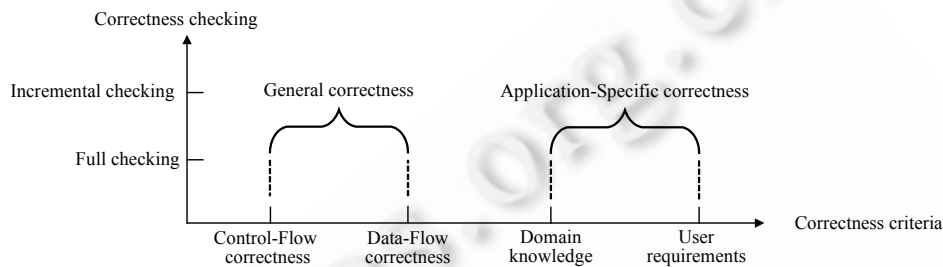 Correctness checking
Incremental checking
General correctness
Application-Specific correctness
Full checking
Correctness criteria
Control-Flow
correctness
Data-Flow
correctness
Domain
knowledge
User
requirements
.org.